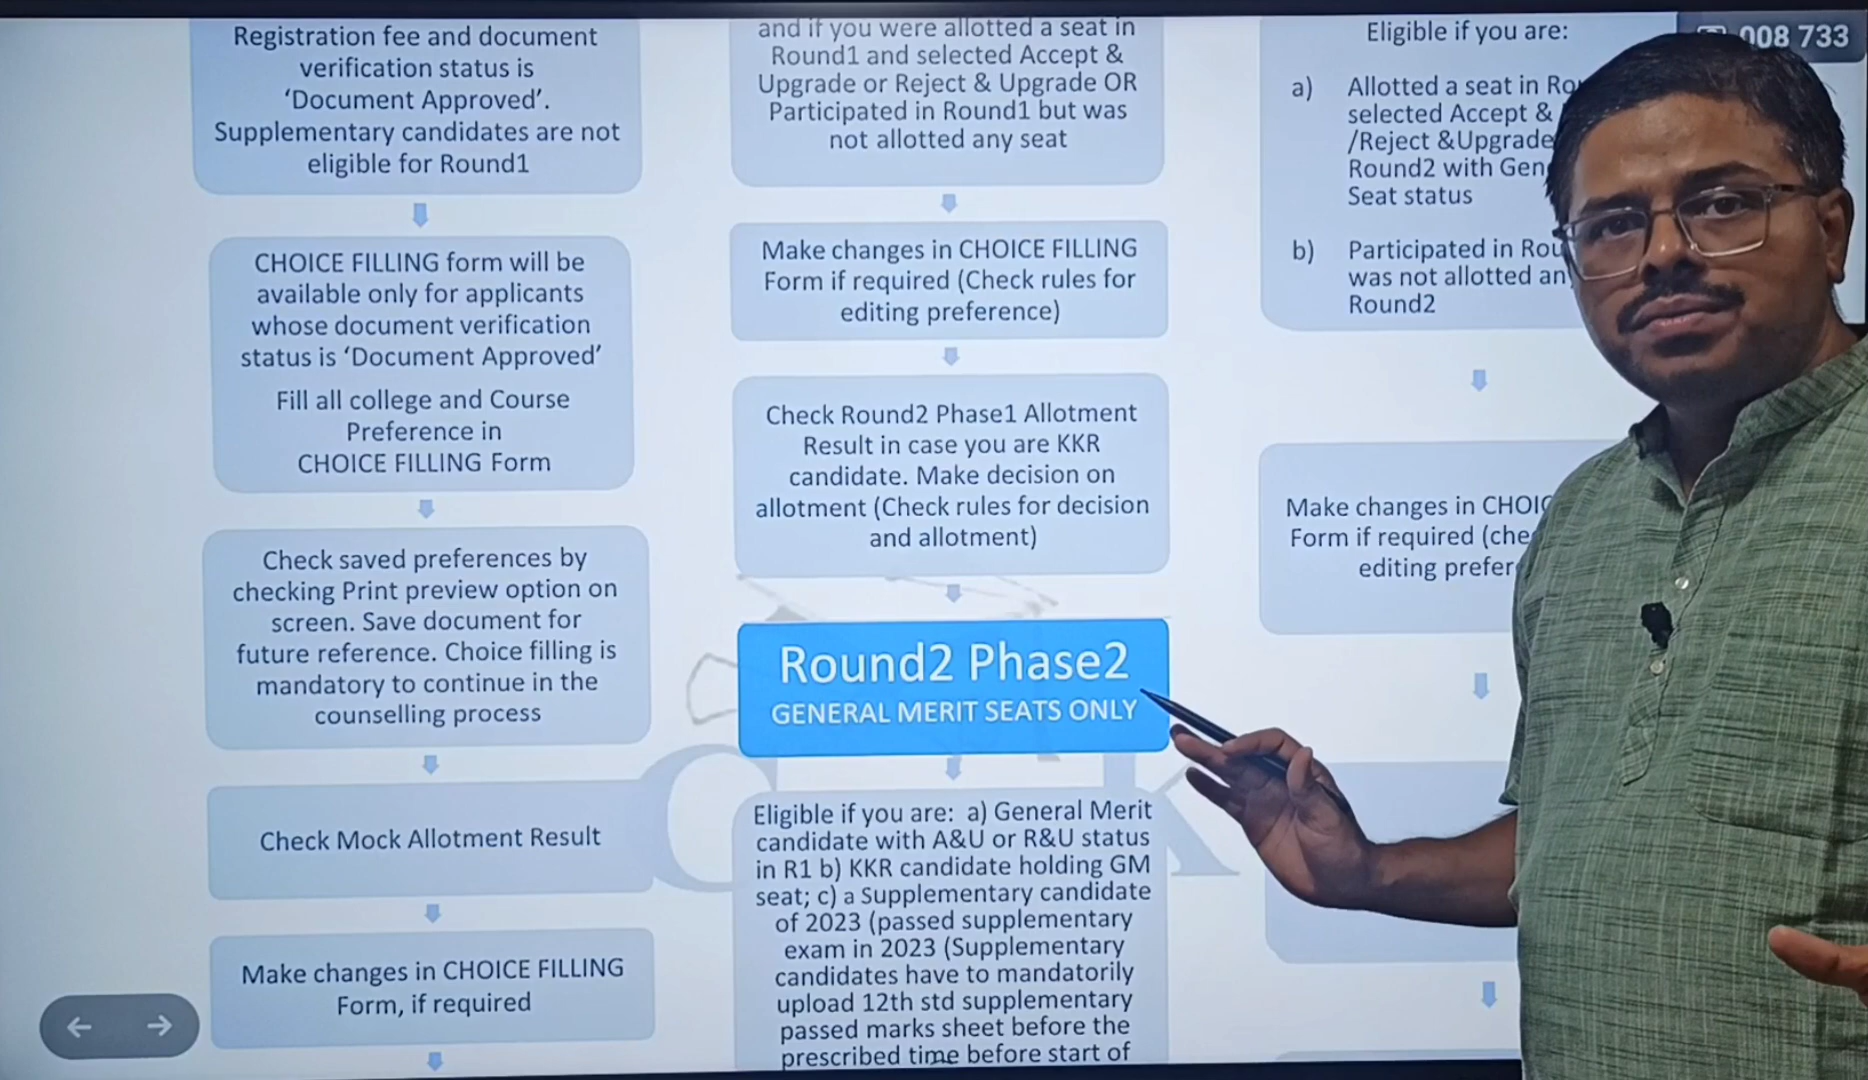 Registration fee and document
verification status is
‘Document Approved’.
Supplementary candidates are not
eligible for Round1
CHOICE FILLING form will be
available only for applicants
whose document verification
status is ‘Document Approved’
Fill all college and Course
Preference in
CHOICE FILLING Form
Check saved preferences by
checking Print preview option on
screen. Save document for
future reference. Choice filling is
mandatory to continue in the
counselling process
Check Mock Allotment Result
Make changes in CHOICE FILLING
Form, if required
and if you were allotted a seat in
Round1 and selected Accept &
Upgrade or Reject & Upgrade OR
Participated in Round1 but was
not allotted any seat
Make changes in CHOICE FILLING
Form if required (Check rules for
editing preference)
Check Round2 Phase1 Allotment
Result in case you are KKR
candidate. Make decision on
allotment (Check rules for decision
and allotment)
Round2 Phase2
GENERAL MERIT SEATS ONLY
Eligible if you are: a) General Merit
candidate with A&U or R&U status
in R1 b) KKR candidate holding GM
seat; c) a Supplementary candidate
of 2023 (passed supplementary
exam in 2023 (Supplementary
candidates have to mandatorily
upload 12th std supplementary
passed marks sheet before the
prescribed time before start of
Eligible if you are:
a) Allotted a seat in
selected Accept &
/Reject &Upgrade
Round2 with
Seat status
b) Participated in
was not allotted
Round2
Make changes in
Form if required
editing
008 733